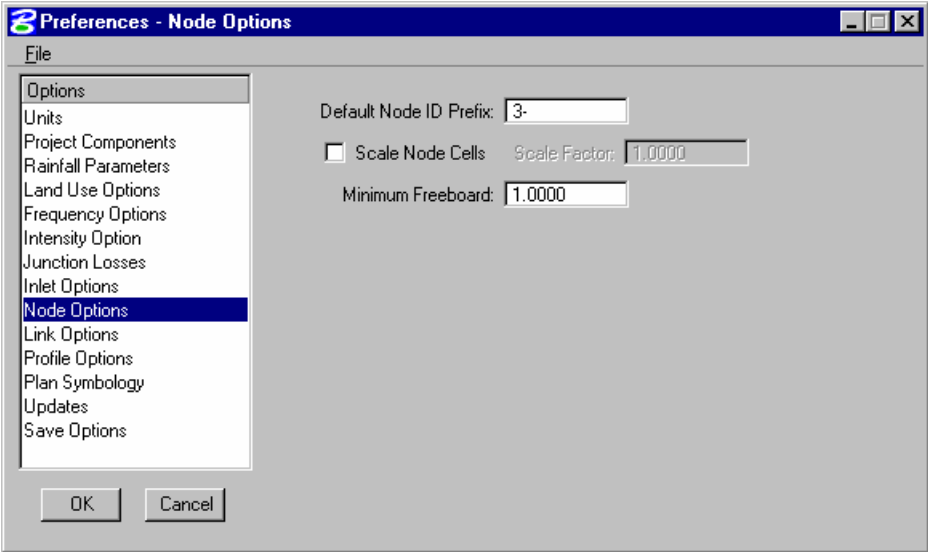 Preferences - Node Options
File
Options
Units
Project Components
Rainfall Parameters
Land Use Options
Frequency Options
Intensity Option
Junction Losses
Inlet Options
Node Options
Link Options
Profile Options
Plan Symbology
Updates
Save Options
Default Node ID Prefix: 3-
Scale Node Cells Scale Factor: 1.0000
Minimum Freeboard: 1.0000
OK Cancel